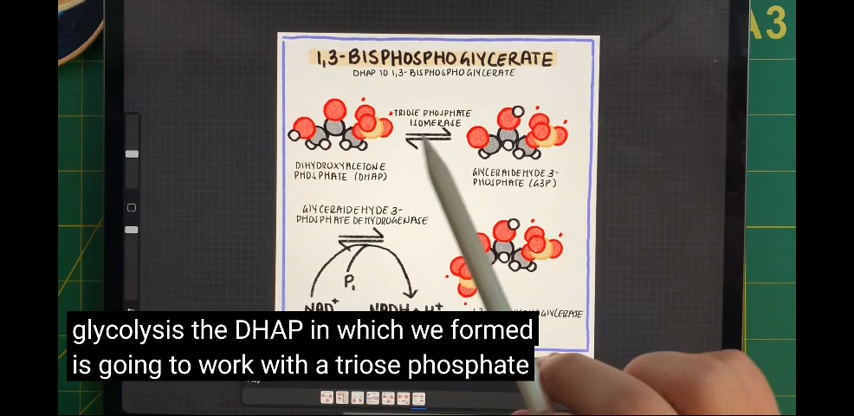 A3
1,3-BISPHOSPHOGLYCERATE
DHAP TO 1,3-BISPHOSPHOGLYCERATE
TRIOSE PHOSPHATE
ISOMERASE
DIHYDROXYACETONE
PHOSPHATE (DHAP)
GLYCERALDEHYDE 3-
PHOSPHATE (G3P)
GLYCERALDEHYDE 3-
PHOSPHATE DEHYDROGENASE
Pi
NAD+ NADH + H+
glycolysis the DHAP in which we formed
is going to work with a triose phosphate